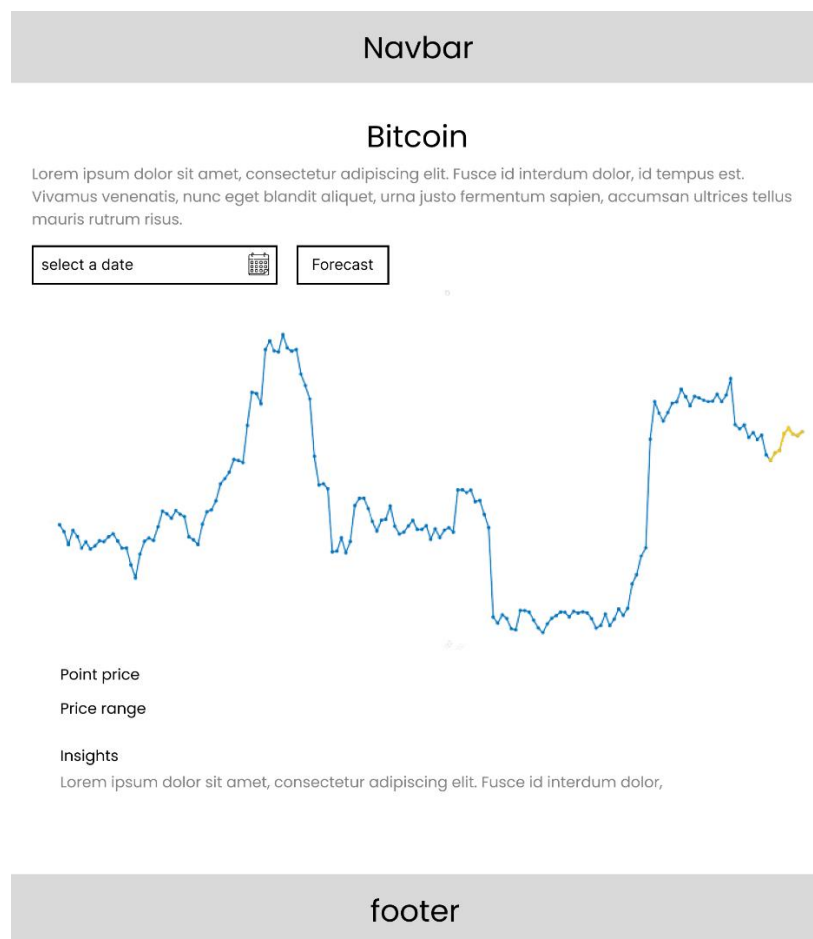 Navbar
Bitcoin
Lorem ipsum dolor sit amet, consectetur adipiscing elit. Fusce id interdum dolor, id tempus est.
Vivamus venenatis, nunc eget blandit aliquet, urna justo fermentum sapien, accumsan ultrices tellus
mauris rutrum risus.
select a date
Forecast
Point price
Price range
Insights
Lorem ipsum dolor sit amet, consectetur adipiscing elit. Fusce id interdum dolor,
footer